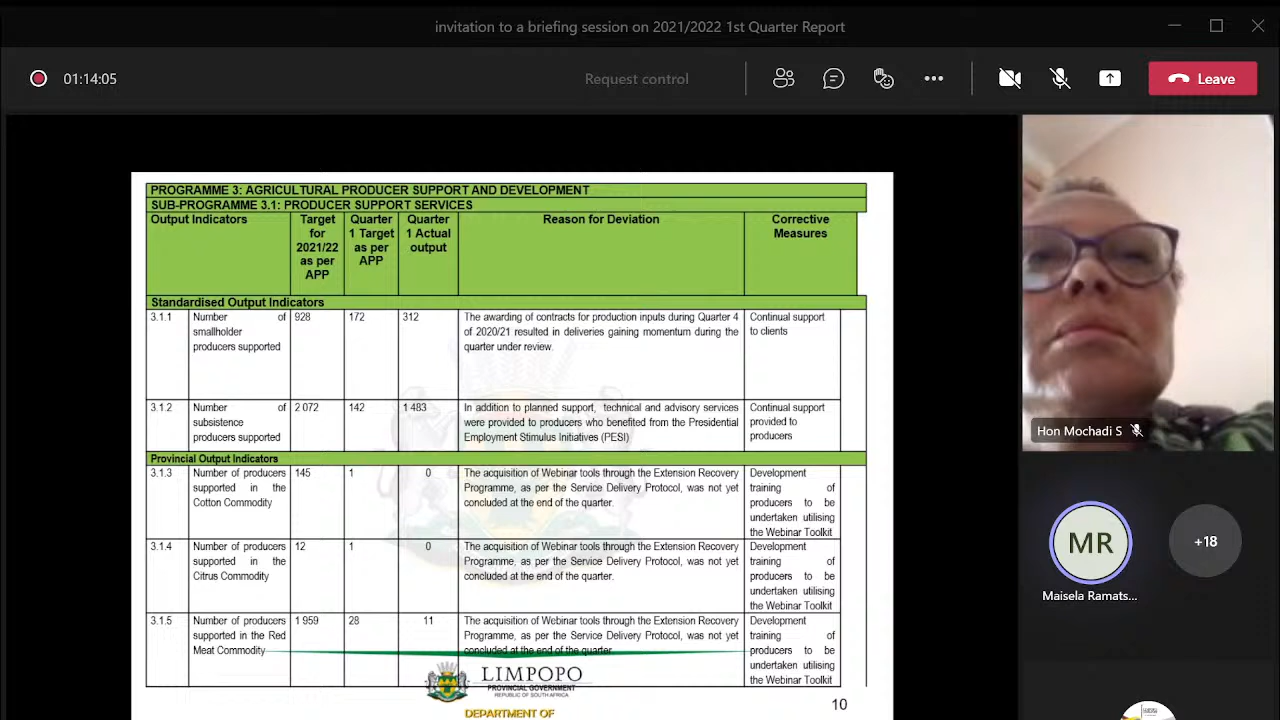 invitation to a briefing session on 2021/2022 1st Quarter Report
01:14:05
Request control
Leave
PROGRAMME 3: AGRICULTURAL PRODUCER SUPPORT AND DEVELOPMENT
SUB-PROGRAMME 3.1: PRODUCER SUPPORT SERVICES
Output Indicators
Target for 2021/22 as per APP
Quarter 1 Target as per APP
Quarter 1 Actual output
Reason for Deviation
Corrective Measures
Standardised Output Indicators
3.1.1 Number of 928 172 312 The awarding of contracts for production inputs during Quarter 4 Continual support
smallholder of 2020/21 resulted in deliveries gaining momentum during the to clients
producers supported quarter under review.
3.1.2 Number of 2 072 142 1 483 In addition to planned support, technical and advisory services Continual support
subsistence were provided to producers who benefited from the Presidential provided to
producers supported Employment Stimulus Initiatives (PESI) producers
Provincial Output Indicators
3.1.3 Number of producers 145 1 0 The acquisition of Webinar tools through the Extension Recovery Development
supported in the Programme, as per the Service Delivery Protocol, was not yet training of
Cotton Commodity concluded at the end of the quarter. producers to be
undertaken utilising
the Webinar Toolkit
3.1.4 Number of producers 12 1 0 The acquisition of Webinar tools through the Extension Recovery Development
supported in the Programme, as per the Service Delivery Protocol, was not yet training of
Citrus Commodity concluded at the end of the quarter. producers to be
undertaken utilising
the Webinar Toolkit
3.1.5 Number of producers 1 959 28 11 The acquisition of Webinar tools through the Extension Recovery Development
supported in the Red Programme, as per the Service Delivery Protocol, was not yet training of
Meat Commodity concluded at the end of the quarter. producers to be
undertaken utilising
the Webinar Toolkit
LIMPOPO
PROVINCIAL GOVERNMENT
REPUBLIC OF SOUTH AFRICA
DEPARTMENT OF
10
Hon Mochadi S
MR
+18
Maisela Ramats...